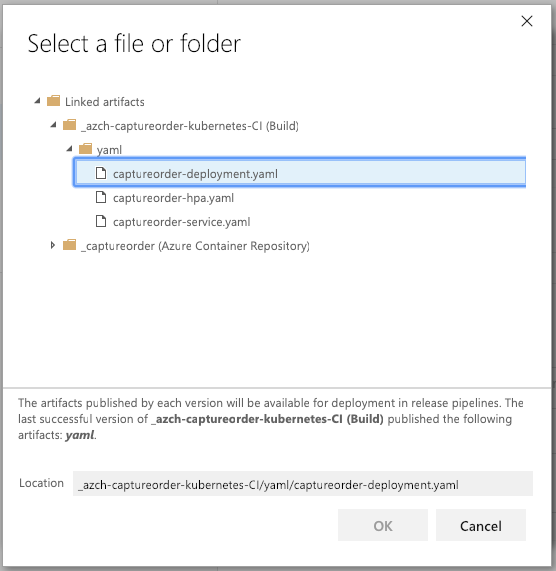 Select a file or folder
Linked artifacts
_azch-captureorder-kubernetes-CI (Build)
yaml
captureorder-deployment.yaml
captureorder-hpa.yaml
captureorder-service.yaml
_captureorder (Azure Container Repository)
The artifacts published by each version will be available for deployment in release pipelines. The
last successful version of _azch-captureorder-kubernetes-CI (Build) published the following
artifacts: yaml.
Location _azch-captureorder-kubernetes-CI/yaml/captureorder-deployment.yaml
OK Cancel